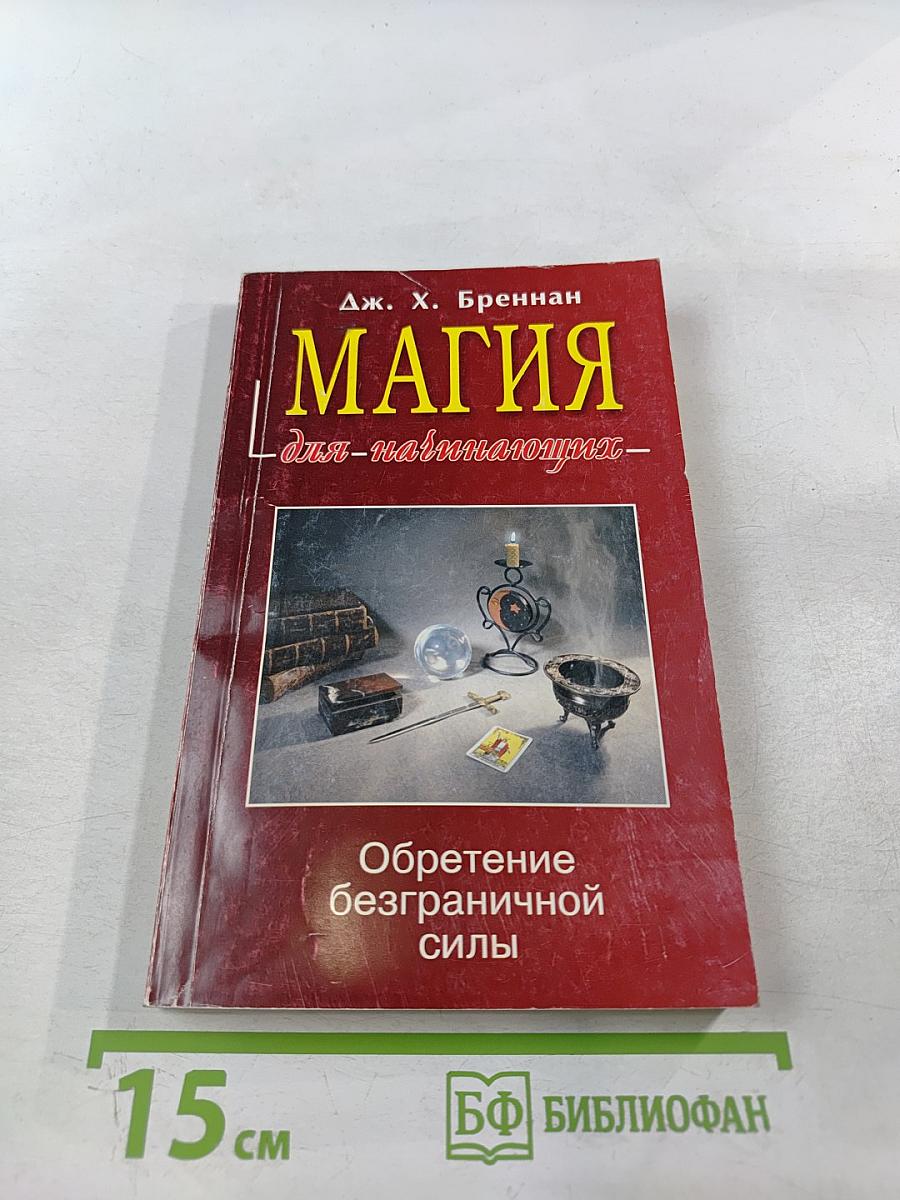 Дж. Х. Бреннан
МАГИЯ
для начинающих
Обретение
безграничной
силы
15 см
БФ БИБЛИОФАН